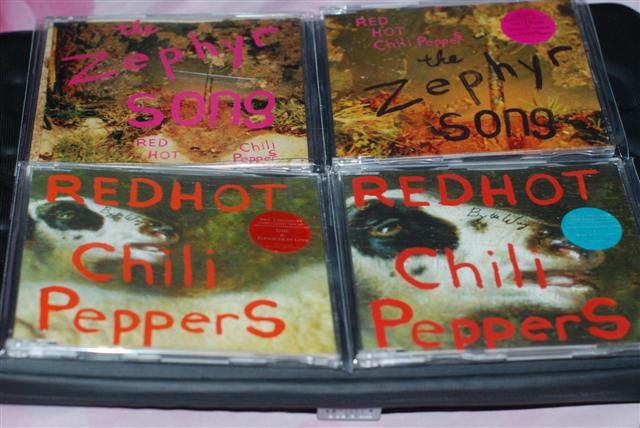 the
Zephyr
song
RED
HOT
Chili
Peppers
RED
HOT
Chili Peppers
the
Zephyr
song
REDHOT
By the Way
Chili
Peppers
TIME
REDHOT
By the Way
Chili
Peppers